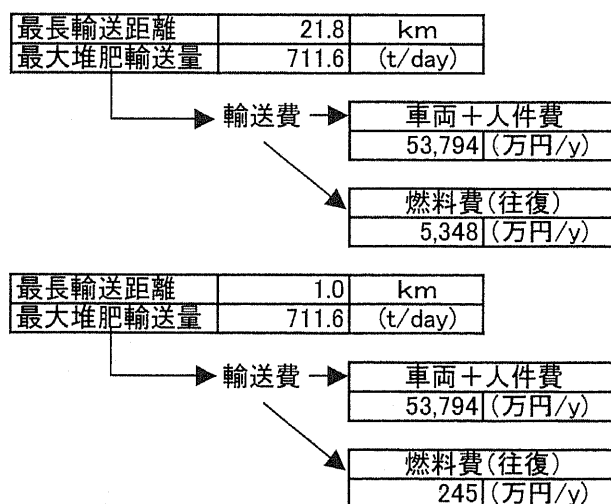 最長輸送距離 21.8 km
最大堆肥輸送量 711.6 (t/day)
輸送費 車両+人件費
53,794 (万円/y)
燃料費(往復)
5,348 (万円/y)
最長輸送距離 1.0 km
最大堆肥輸送量 711.6 (t/day)
輸送費 車両+人件費
53,794 (万円/y)
燃料費(往復)
245 (万円/y)